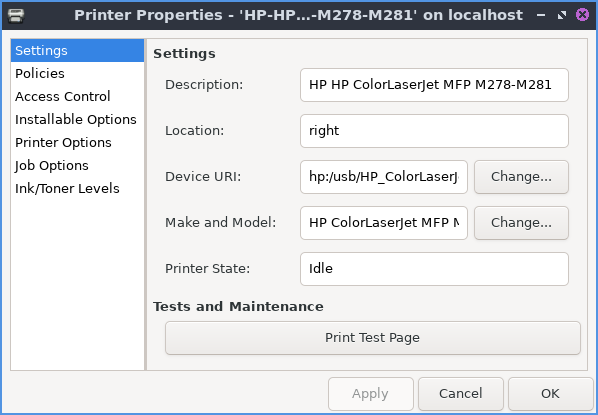 Printer Properties - 'HP-HP...-M278-M281' on localhost
Settings
Policies
Access Control
Installable Options
Printer Options
Job Options
Ink/Toner Levels
Settings
Description: HP HP ColorLaserJet MFP M278-M281
Location: right
Device URI: hp:/usb/HP_ColorLaserJ Change...
Make and Model: HP ColorLaserJet MFP M Change...
Printer State: Idle
Tests and Maintenance
Print Test Page
Apply Cancel OK